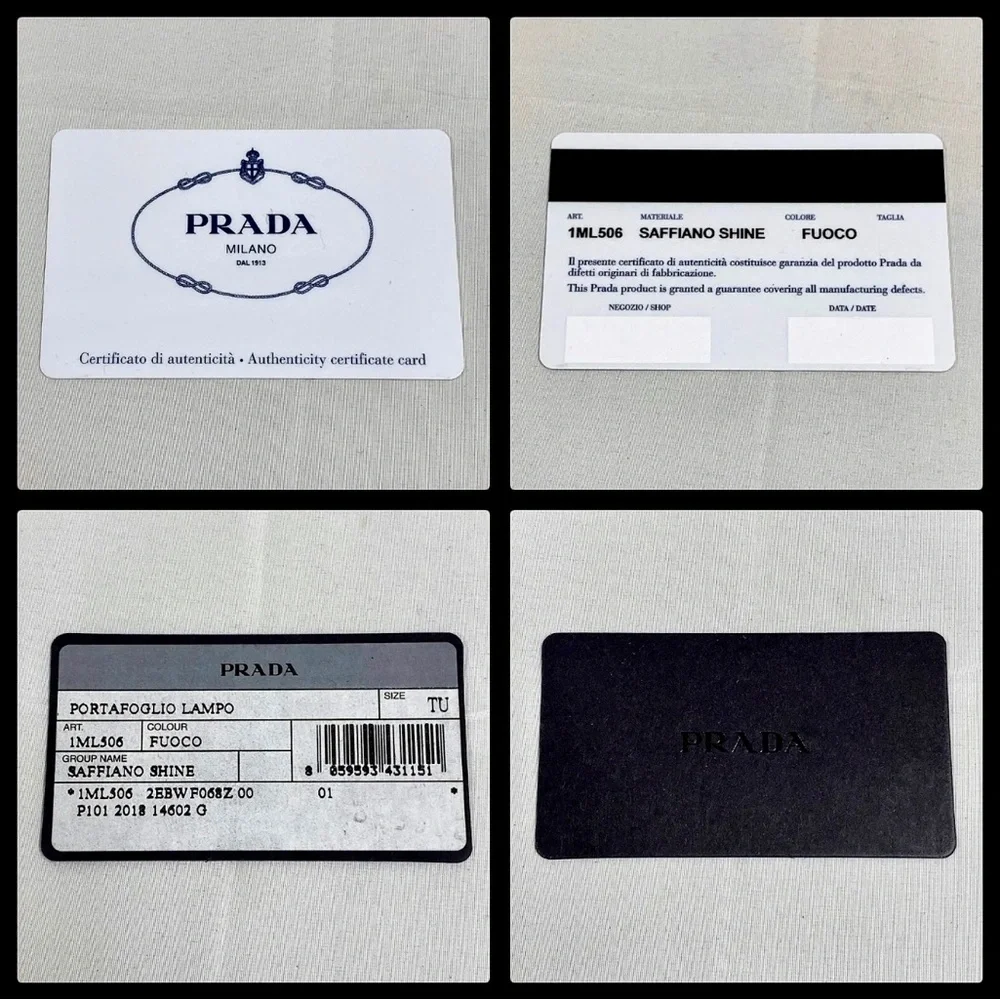 PRADA
MILANO
DAL 1913
Certificato di autenticità • Authenticity certificate card
ART. MATERIALE COLORE TAGLIA
1ML506 SAFFIANO SHINE FUOCO
Il presente certificato di autenticità costituisce garanzia del prodotto Prada da
difetti originari di fabbricazione.
This Prada product is granted a guarantee covering all manufacturing defects.
NEGOZIO / SHOP DATA / DATE
PRADA
PORTAFOGLIO LAMPO SIZE TU
ART. COLOUR
1ML506 FUOCO
GROUP NAME
SAFFIANO SHINE
8 059593 431151
* 1ML506 2EBW F068Z 00 01 *
P101 2018 14602 G
PRADA